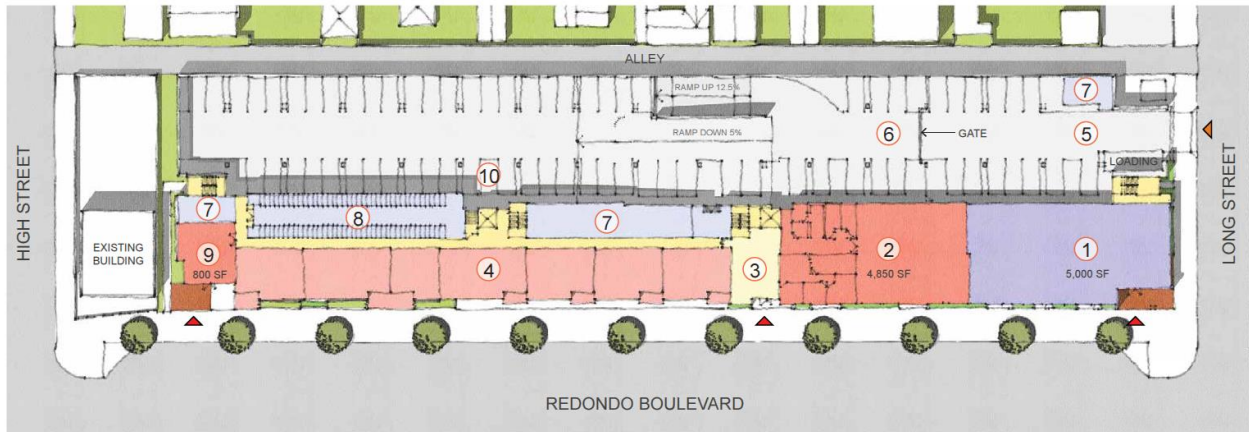 ALLEY
RAMP UP 12.5%
7
RAMP DOWN 5%
6
GATE
5
LOADING
10
HIGH STREET
LONG STREET
7
8
7
EXISTING
BUILDING
9
800 SF
4
3
2
4,850 SF
1
5,000 SF
REDONDO BOULEVARD